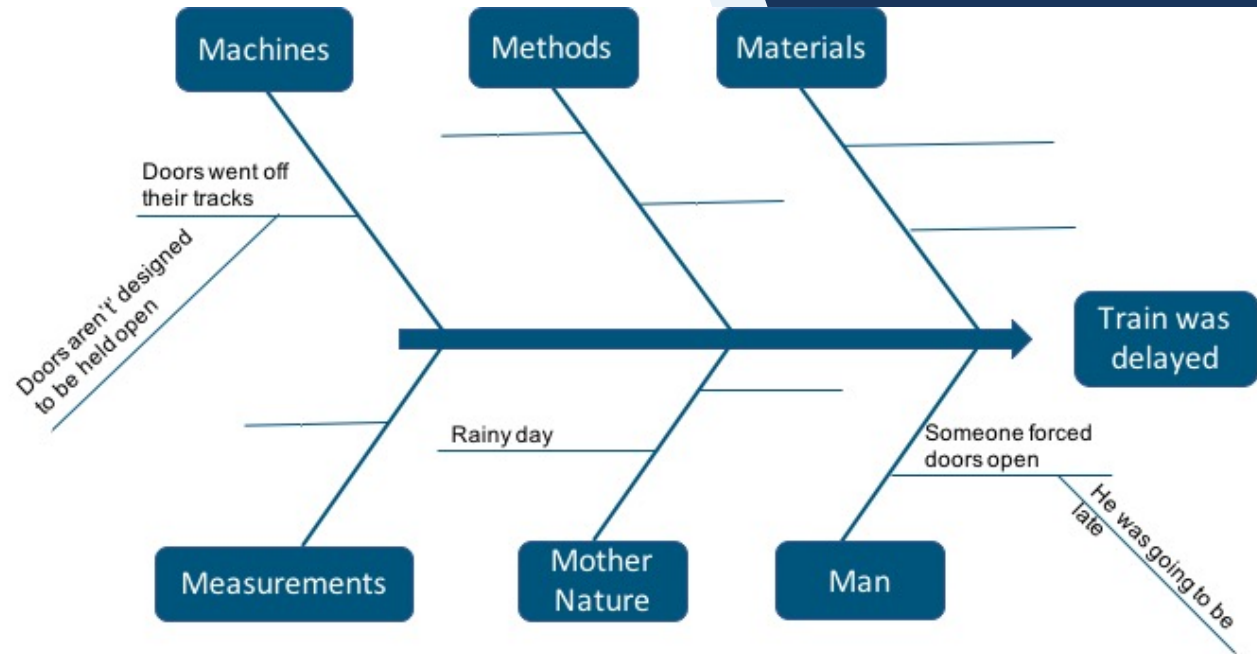 Machines
Methods
Materials
Doors went off
their tracks
Doors aren't' designed
to be held open
Train was
delayed
Rainy day
Someone forced
doors open
He was going to be
late
Measurements
Mother
Nature
Man